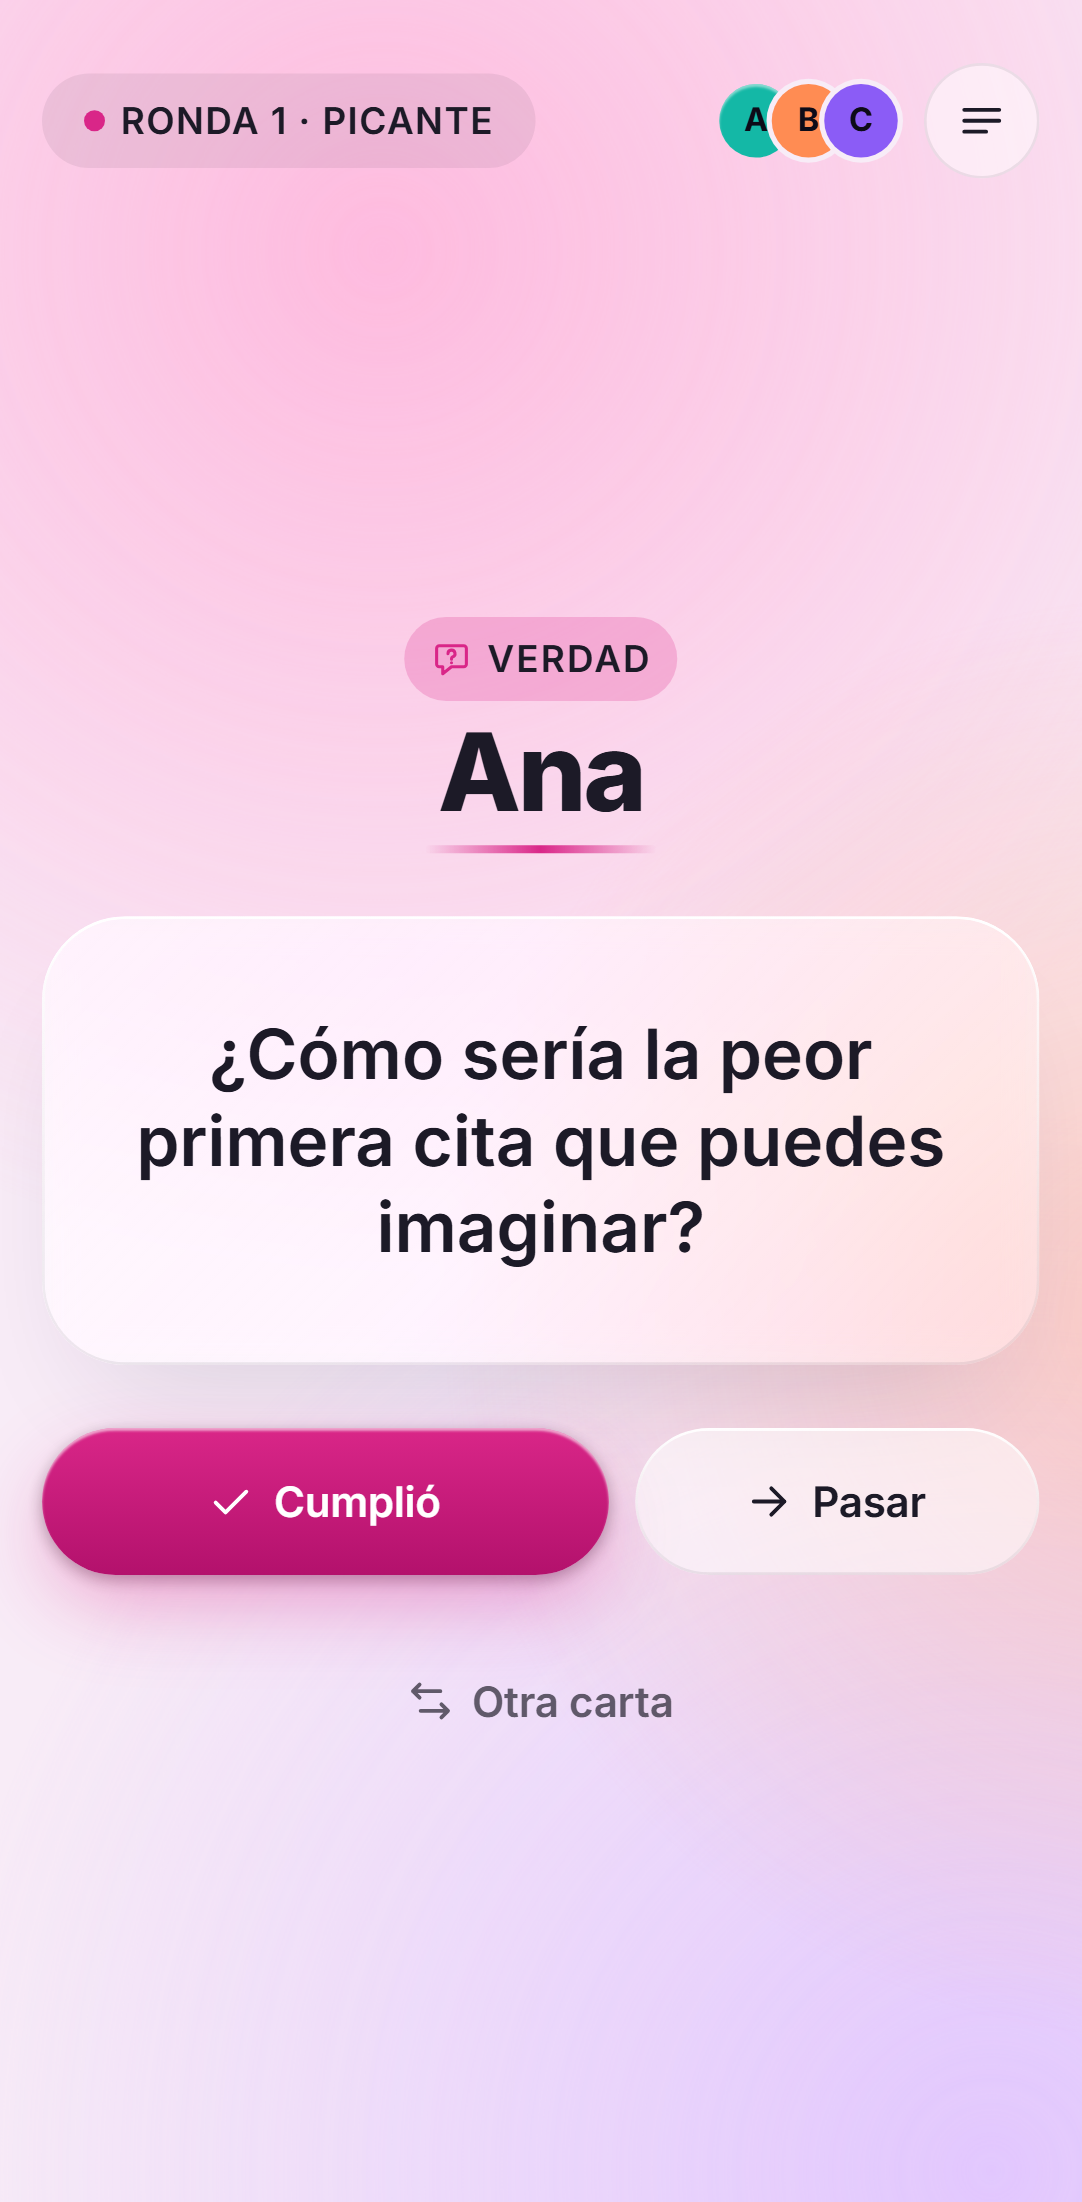 RONDA 1 · PICANTE
A B C
VERDAD
Ana
¿Cómo sería la peor
primera cita que puedes
imaginar?
Cumplió
Pasar
Otra carta